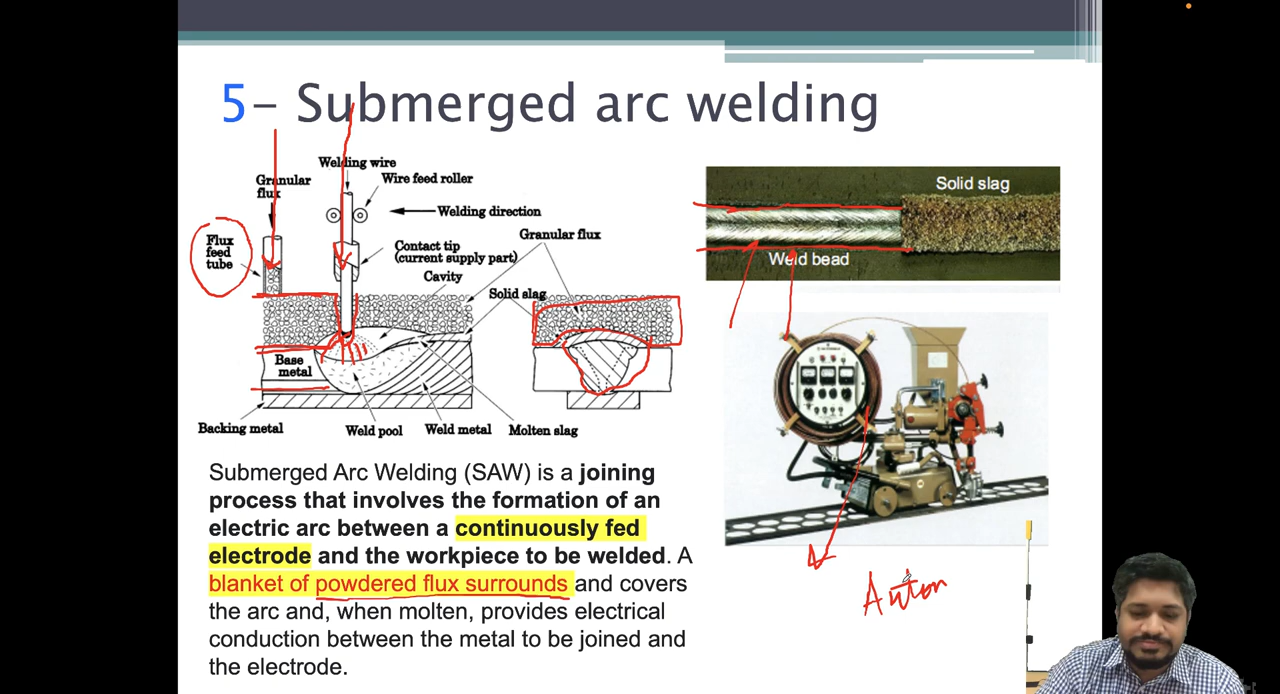 5- Submerged arc welding
Welding wire
Granular flux
Wire feed roller
Welding direction
Flux feed tube
Contact tip
(current supply part)
Granular flux
Cavity
Solid slag
Base metal
Backing metal
Weld pool
Weld metal
Molten slag
Solid slag
Weld bead
Submerged Arc Welding (SAW) is a joining
process that involves the formation of an
electric arc between a continuously fed
electrode and the workpiece to be welded. A
blanket of powdered flux surrounds and covers
the arc and, when molten, provides electrical
conduction between the metal to be joined and
the electrode.
Autom